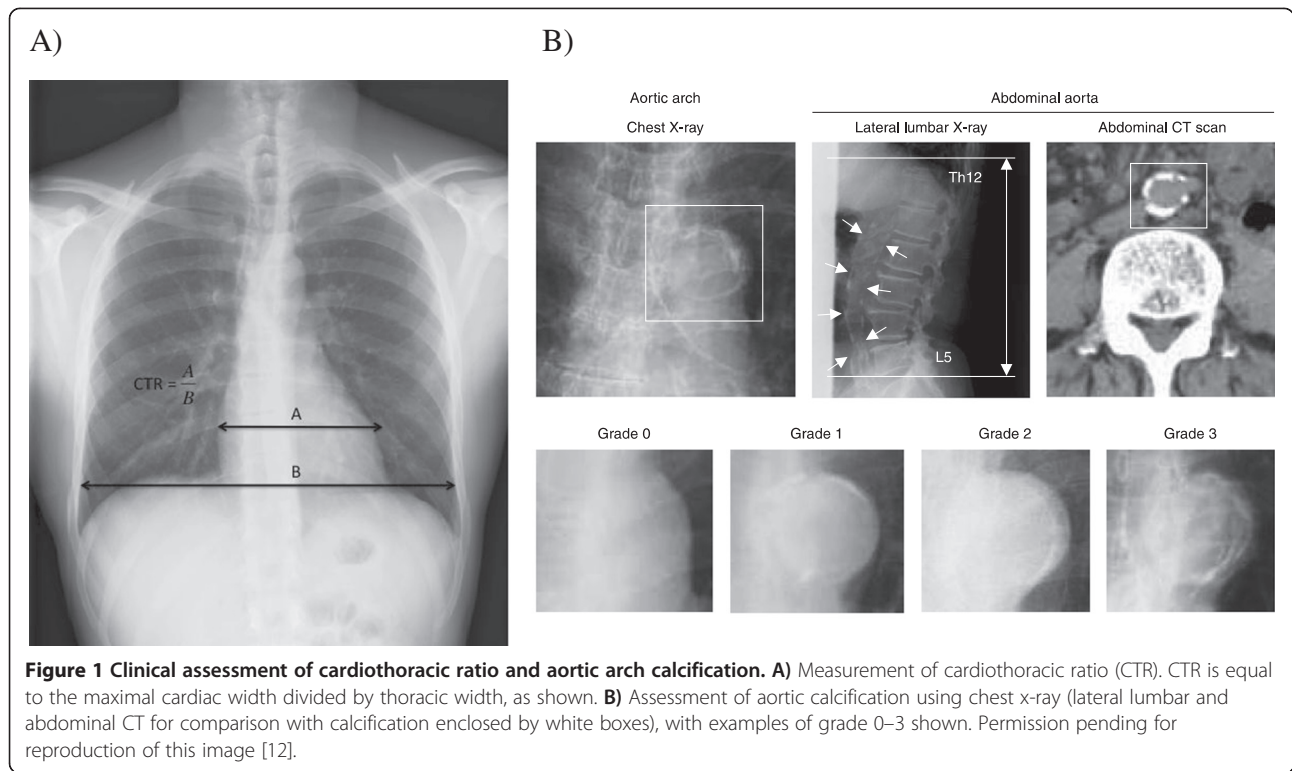 A)
CTR = A/B
A
B
B)
Aortic arch
Abdominal aorta
Chest X-ray
Lateral lumbar X-ray
Abdominal CT scan
Th12
L5
Grade 0
Grade 1
Grade 2
Grade 3
Figure 1 Clinical assessment of cardiothoracic ratio and aortic arch calcification. A) Measurement of cardiothoracic ratio (CTR). CTR is equal
to the maximal cardiac width divided by thoracic width, as shown. B) Assessment of aortic calcification using chest x-ray (lateral lumbar and
abdominal CT for comparison with calcification enclosed by white boxes), with examples of grade 0–3 shown. Permission pending for
reproduction of this image [12].